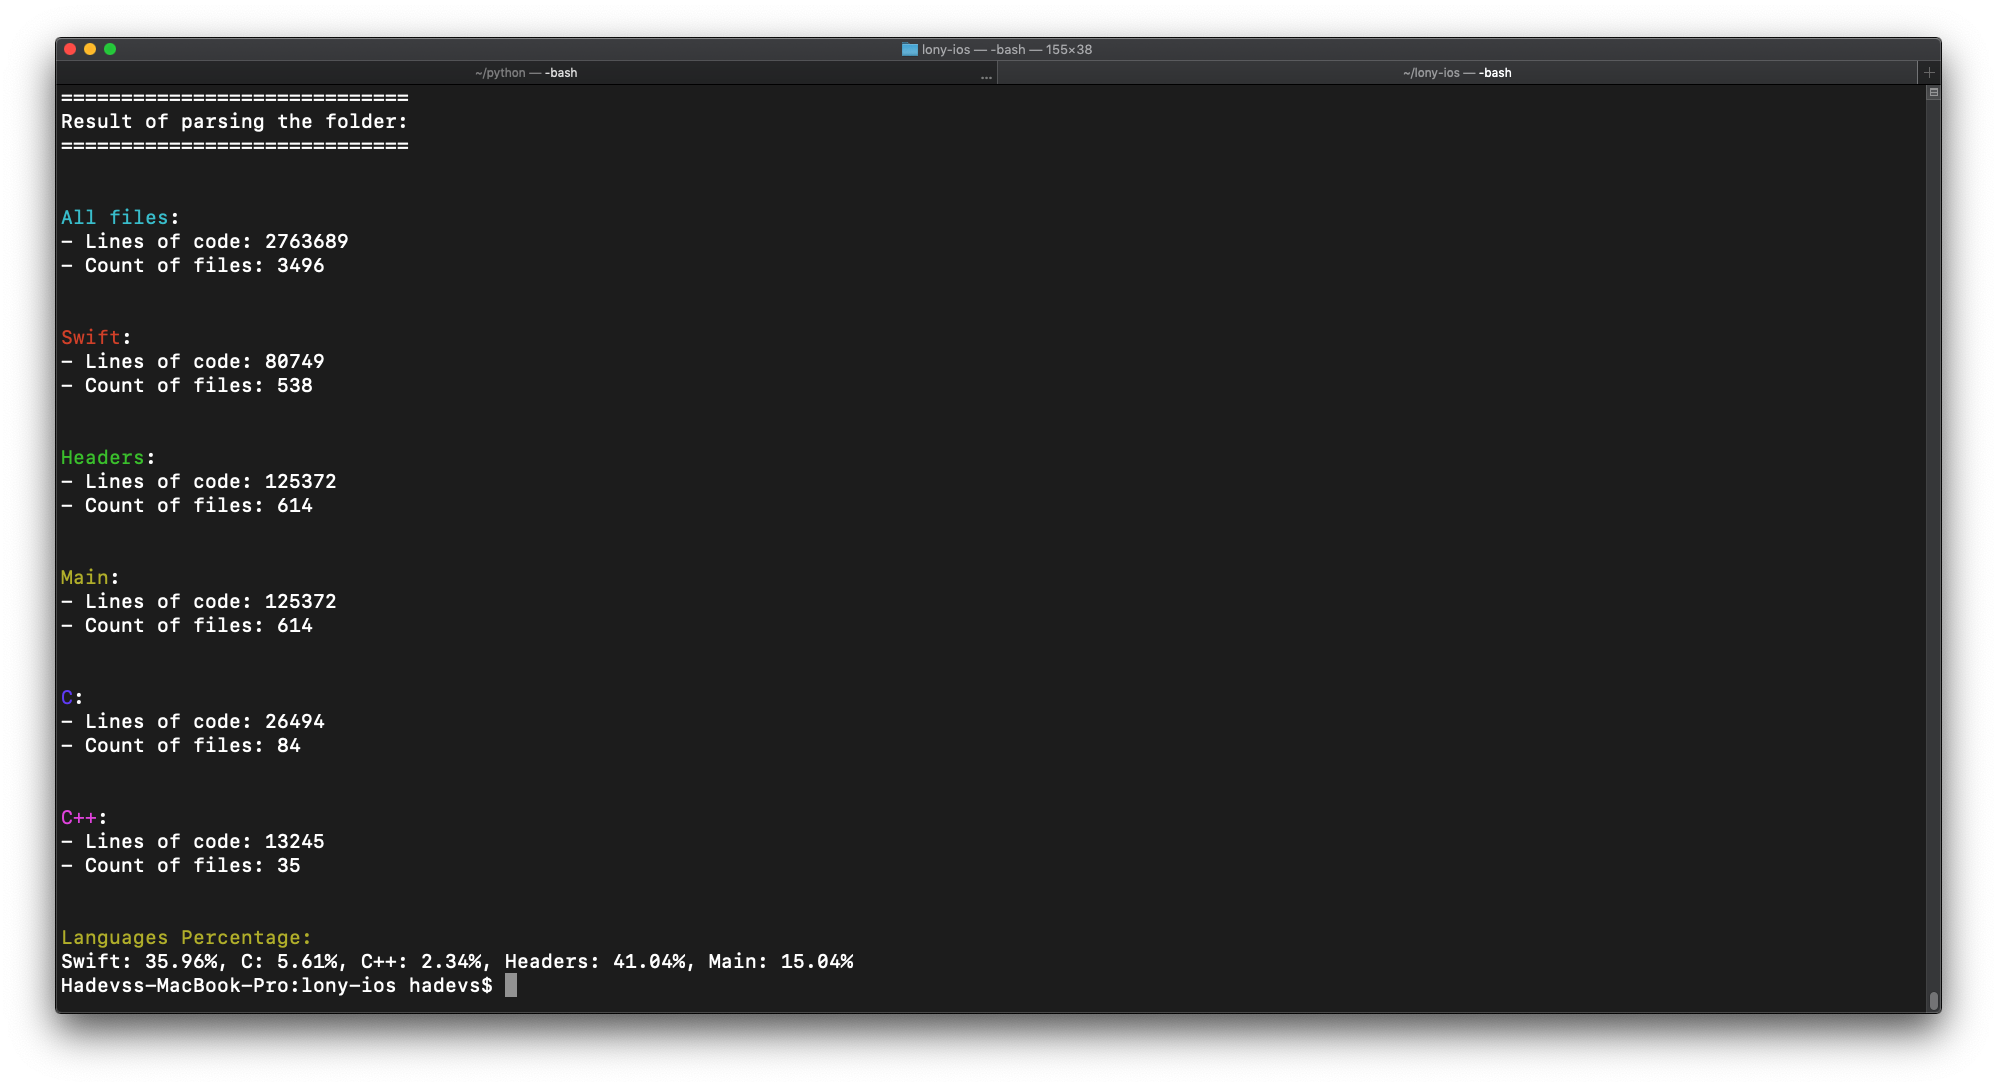 lony-ios — -bash — 155×38
~/python — -bash ... ~/lony-ios — -bash +
=============================
Result of parsing the folder:
=============================
All files:
- Lines of code: 2763689
- Count of files: 3496
Swift:
- Lines of code: 80749
- Count of files: 538
Headers:
- Lines of code: 125372
- Count of files: 614
Main:
- Lines of code: 125372
- Count of files: 614
C:
- Lines of code: 26494
- Count of files: 84
C++:
- Lines of code: 13245
- Count of files: 35
Languages Percentage:
Swift: 35.96%, C: 5.61%, C++: 2.34%, Headers: 41.04%, Main: 15.04%
Hadevss-MacBook-Pro:lony-ios hadevs$